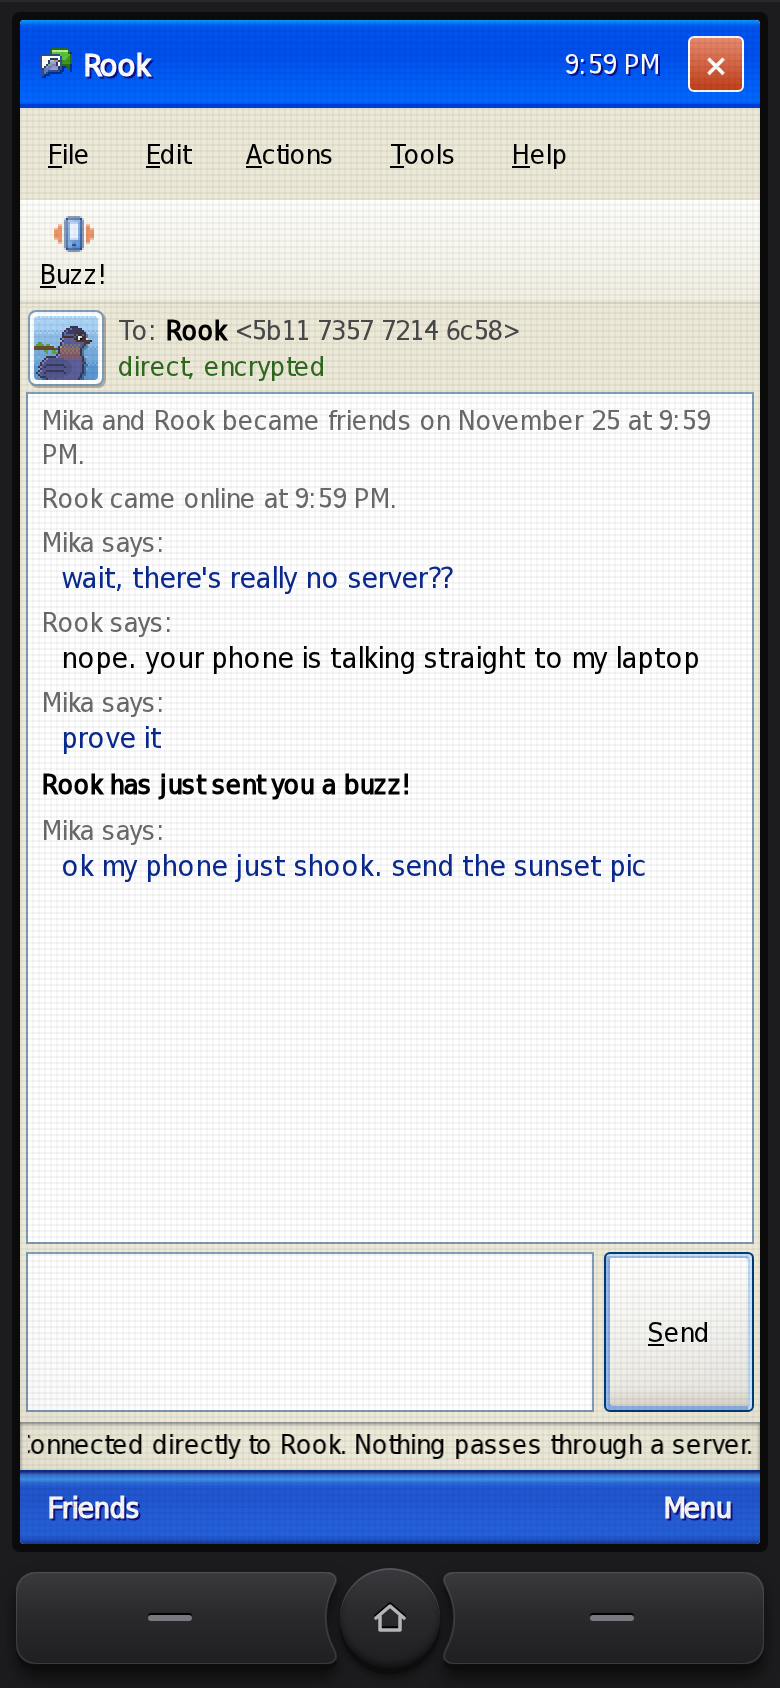 Rook 9:59 PM
File Edit Actions Tools Help
Buzz!
To: Rook <5b11 7357 7214 6c58>
direct, encrypted
Mika and Rook became friends on November 25 at 9:59
PM.
Rook came online at 9:59 PM.
Mika says:
wait, there's really no server??
Rook says:
nope. your phone is talking straight to my laptop
Mika says:
prove it
Rook has just sent you a buzz!
Mika says:
ok my phone just shook. send the sunset pic
Send
onnected directly to Rook. Nothing passes through a server.
Friends Menu